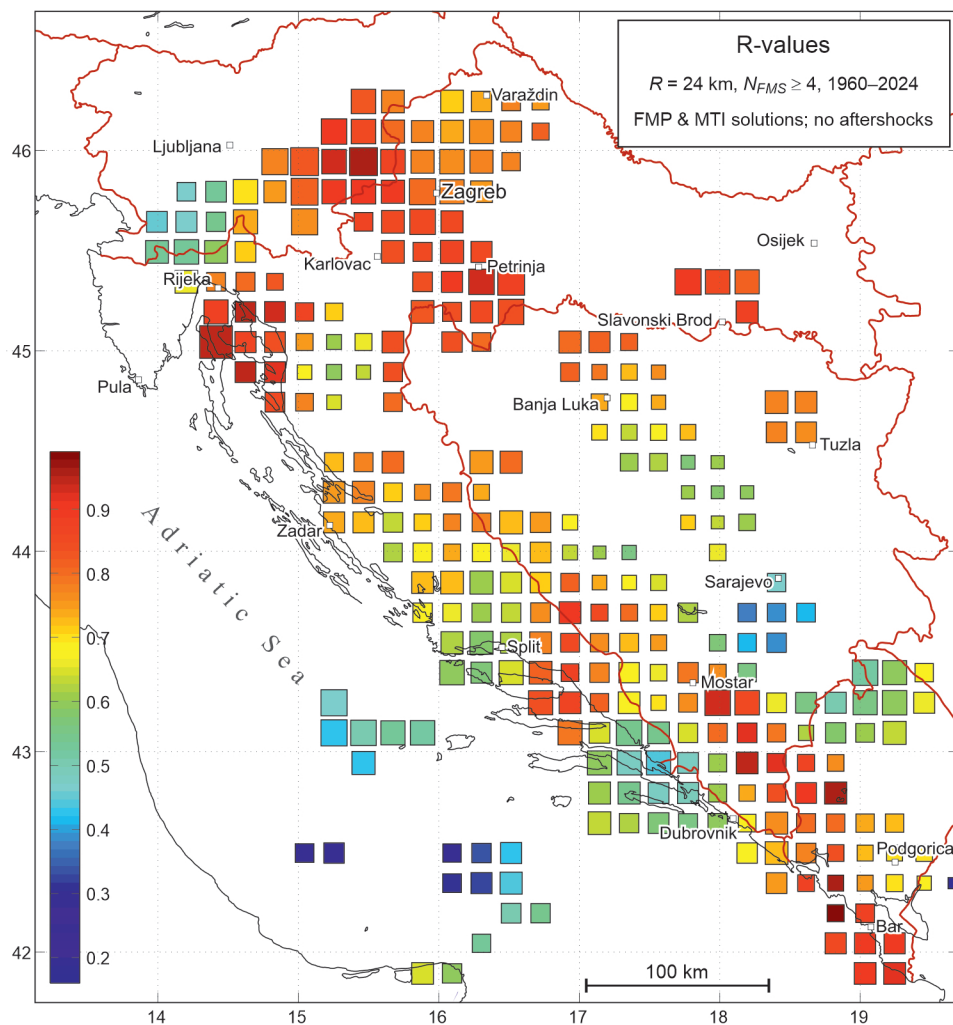 R-values
R = 24 km, N_FMS ≥ 4, 1960–2024
FMP & MTI solutions; no aftershocks
Varaždin
Ljubljana
46
Zagreb
Osijek
Karlovac
Petrinja
Rijeka
Slavonski Brod
45
Pula
Banja Luka
Tuzla
0.9
Adriatic Sea
Zadar
44
0.8
Sarajevo
0.7
Split
Mostar
0.6
43
0.5
0.4
Dubrovnik
Podgorica
0.3
Bar
42
0.2
100 km
14 15 16 17 18 19